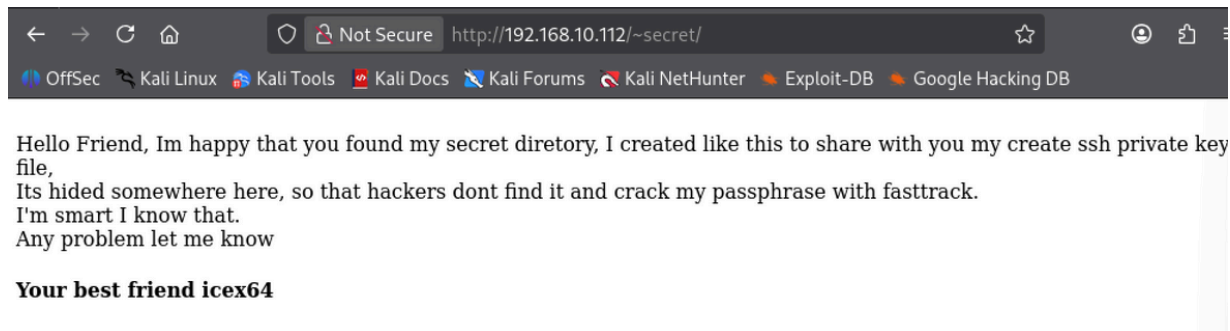 Not Secure http://192.168.10.112/~secret/
OffSec Kali Linux Kali Tools Kali Docs Kali Forums Kali NetHunter Exploit-DB Google Hacking DB
Hello Friend, Im happy that you found my secret diretory, I created like this to share with you my create ssh private key
file,
Its hided somewhere here, so that hackers dont find it and crack my passphrase with fasttrack.
I'm smart I know that.
Any problem let me know
Your best friend icex64